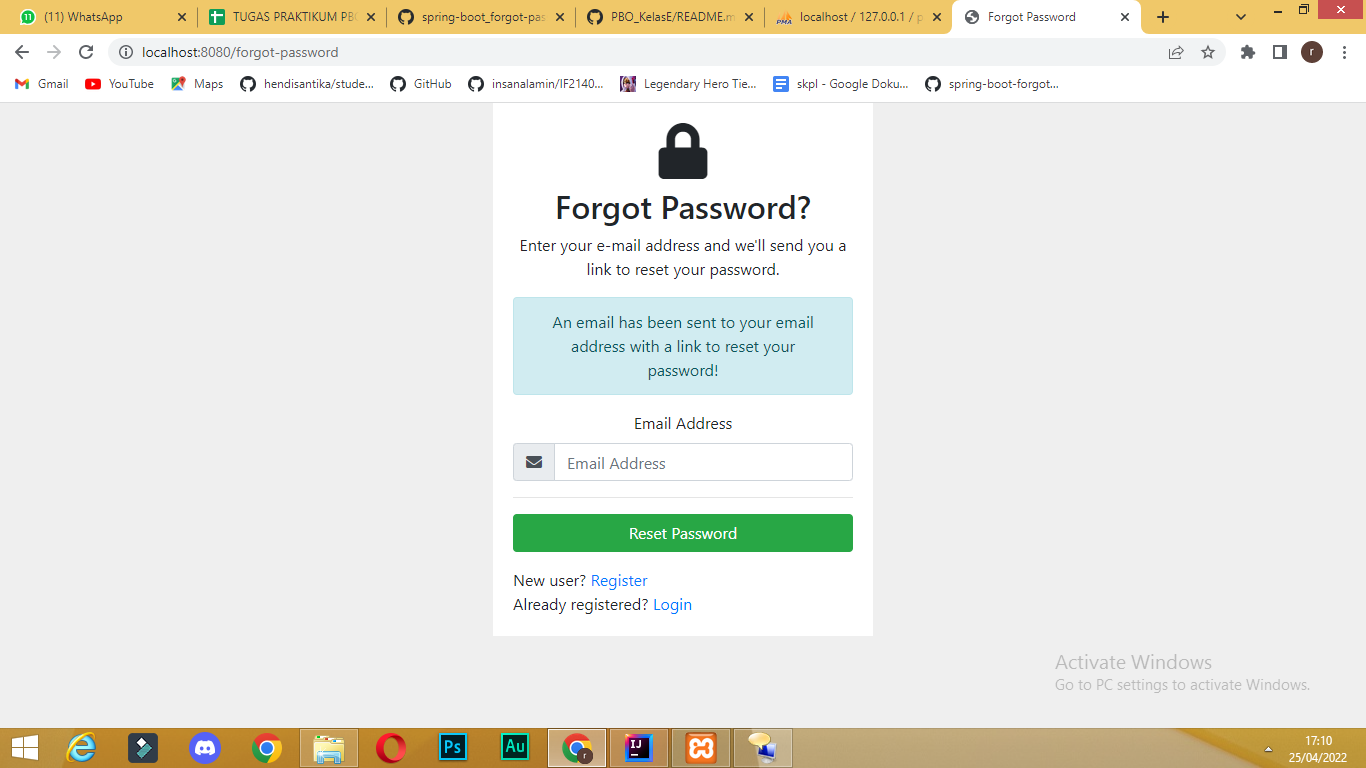 (11) WhatsApp
TUGAS PRAKTIKUM PBO
spring-boot_forgot-pas
PBO_KelasE/README.m
localhost / 127.0.0.1 / p
Forgot Password
localhost:8080/forgot-password
r
Gmail
YouTube
Maps
hendisantika/stude...
GitHub
insanalamin/IF2140...
Legendary Hero Tie...
skpl - Google Doku...
spring-boot-forgot...
Forgot Password?
Enter your e-mail address and we'll send you a
link to reset your password.
An email has been sent to your email
address with a link to reset your
password!
Email Address
Email Address
Reset Password
New user? Register
Already registered? Login
Activate Windows
Go to PC settings to activate Windows.
Ps
Au
r
IJ
17:10
25/04/2022